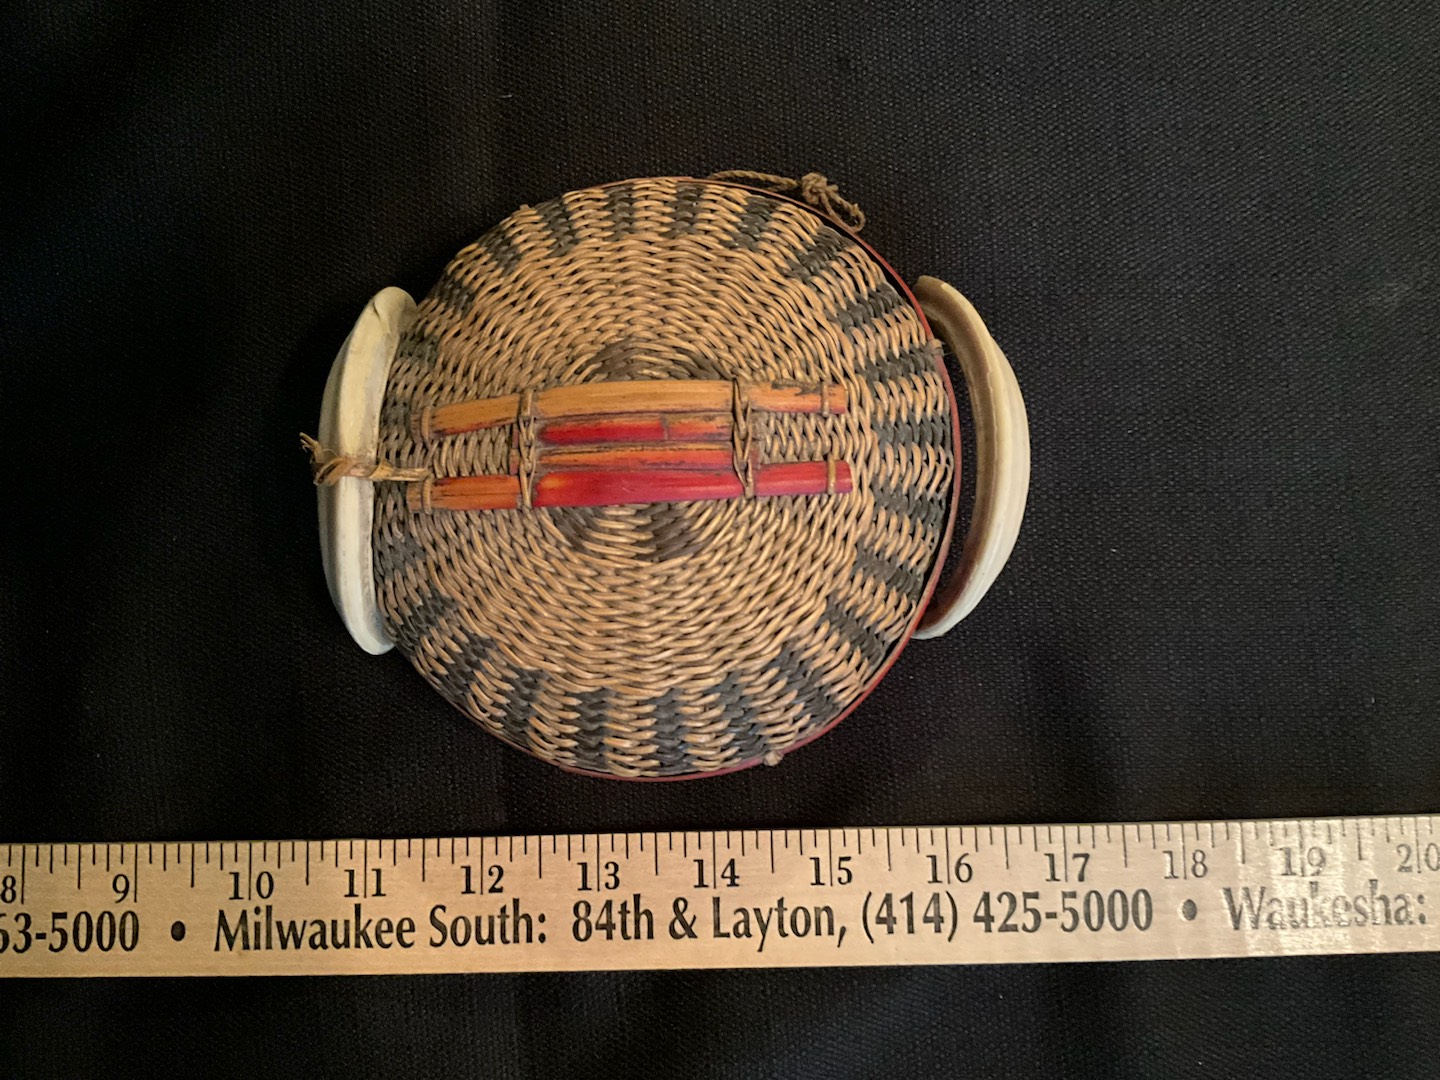 8 9 10 11 12 13 14 15 16 17 18 19 20
63-5000 • Milwaukee South: 84th & Layton, (414) 425-5000 • Waukesha: